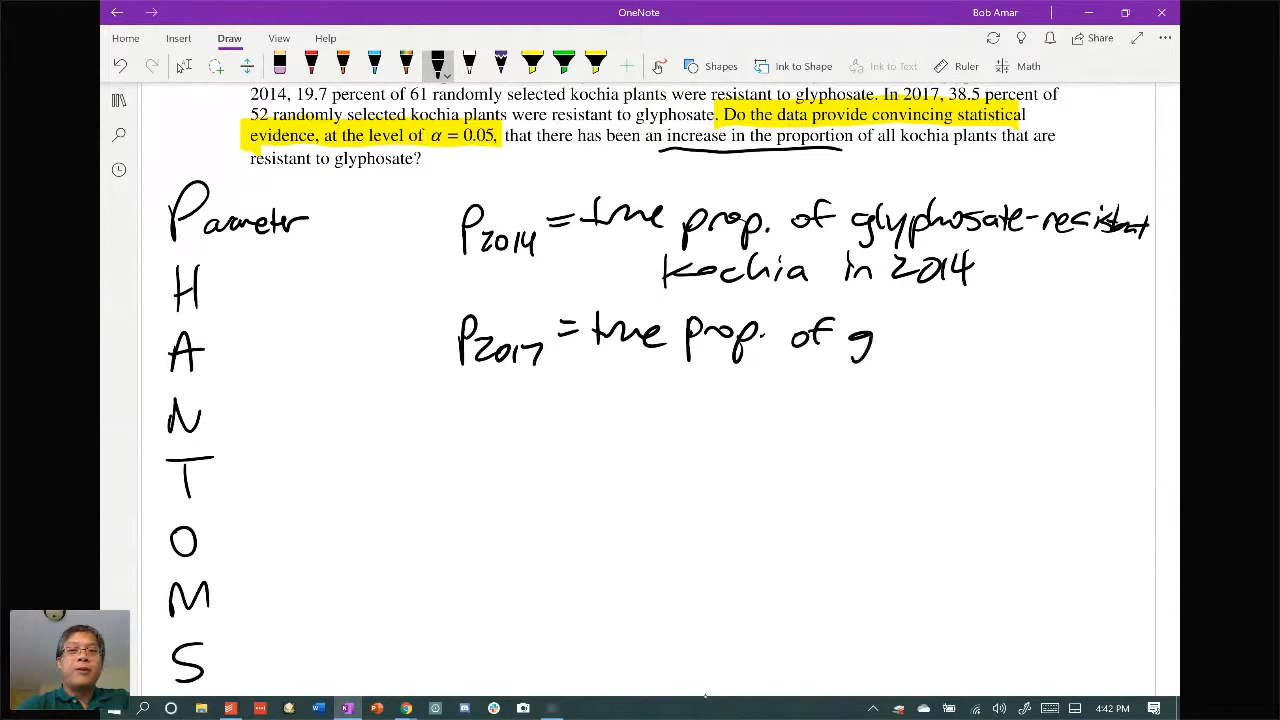 OneNote
Bob Amar
Home Insert Draw View Help
Share
Shapes Ink to Shape Ink to Text Ruler Math
2014, 19.7 percent of 61 randomly selected kochia plants were resistant to glyphosate. In 2017, 38.5 percent of
52 randomly selected kochia plants were resistant to glyphosate. Do the data provide convincing statistical
evidence, at the level of α = 0.05, that there has been an increase in the proportion of all kochia plants that are
resistant to glyphosate?
Parameter
P2014 = true prop. of glyphosate-resistant
kochia in 2014
H
P2017 = true prop. of g
A
N
T
O
M
S
4:42 PM